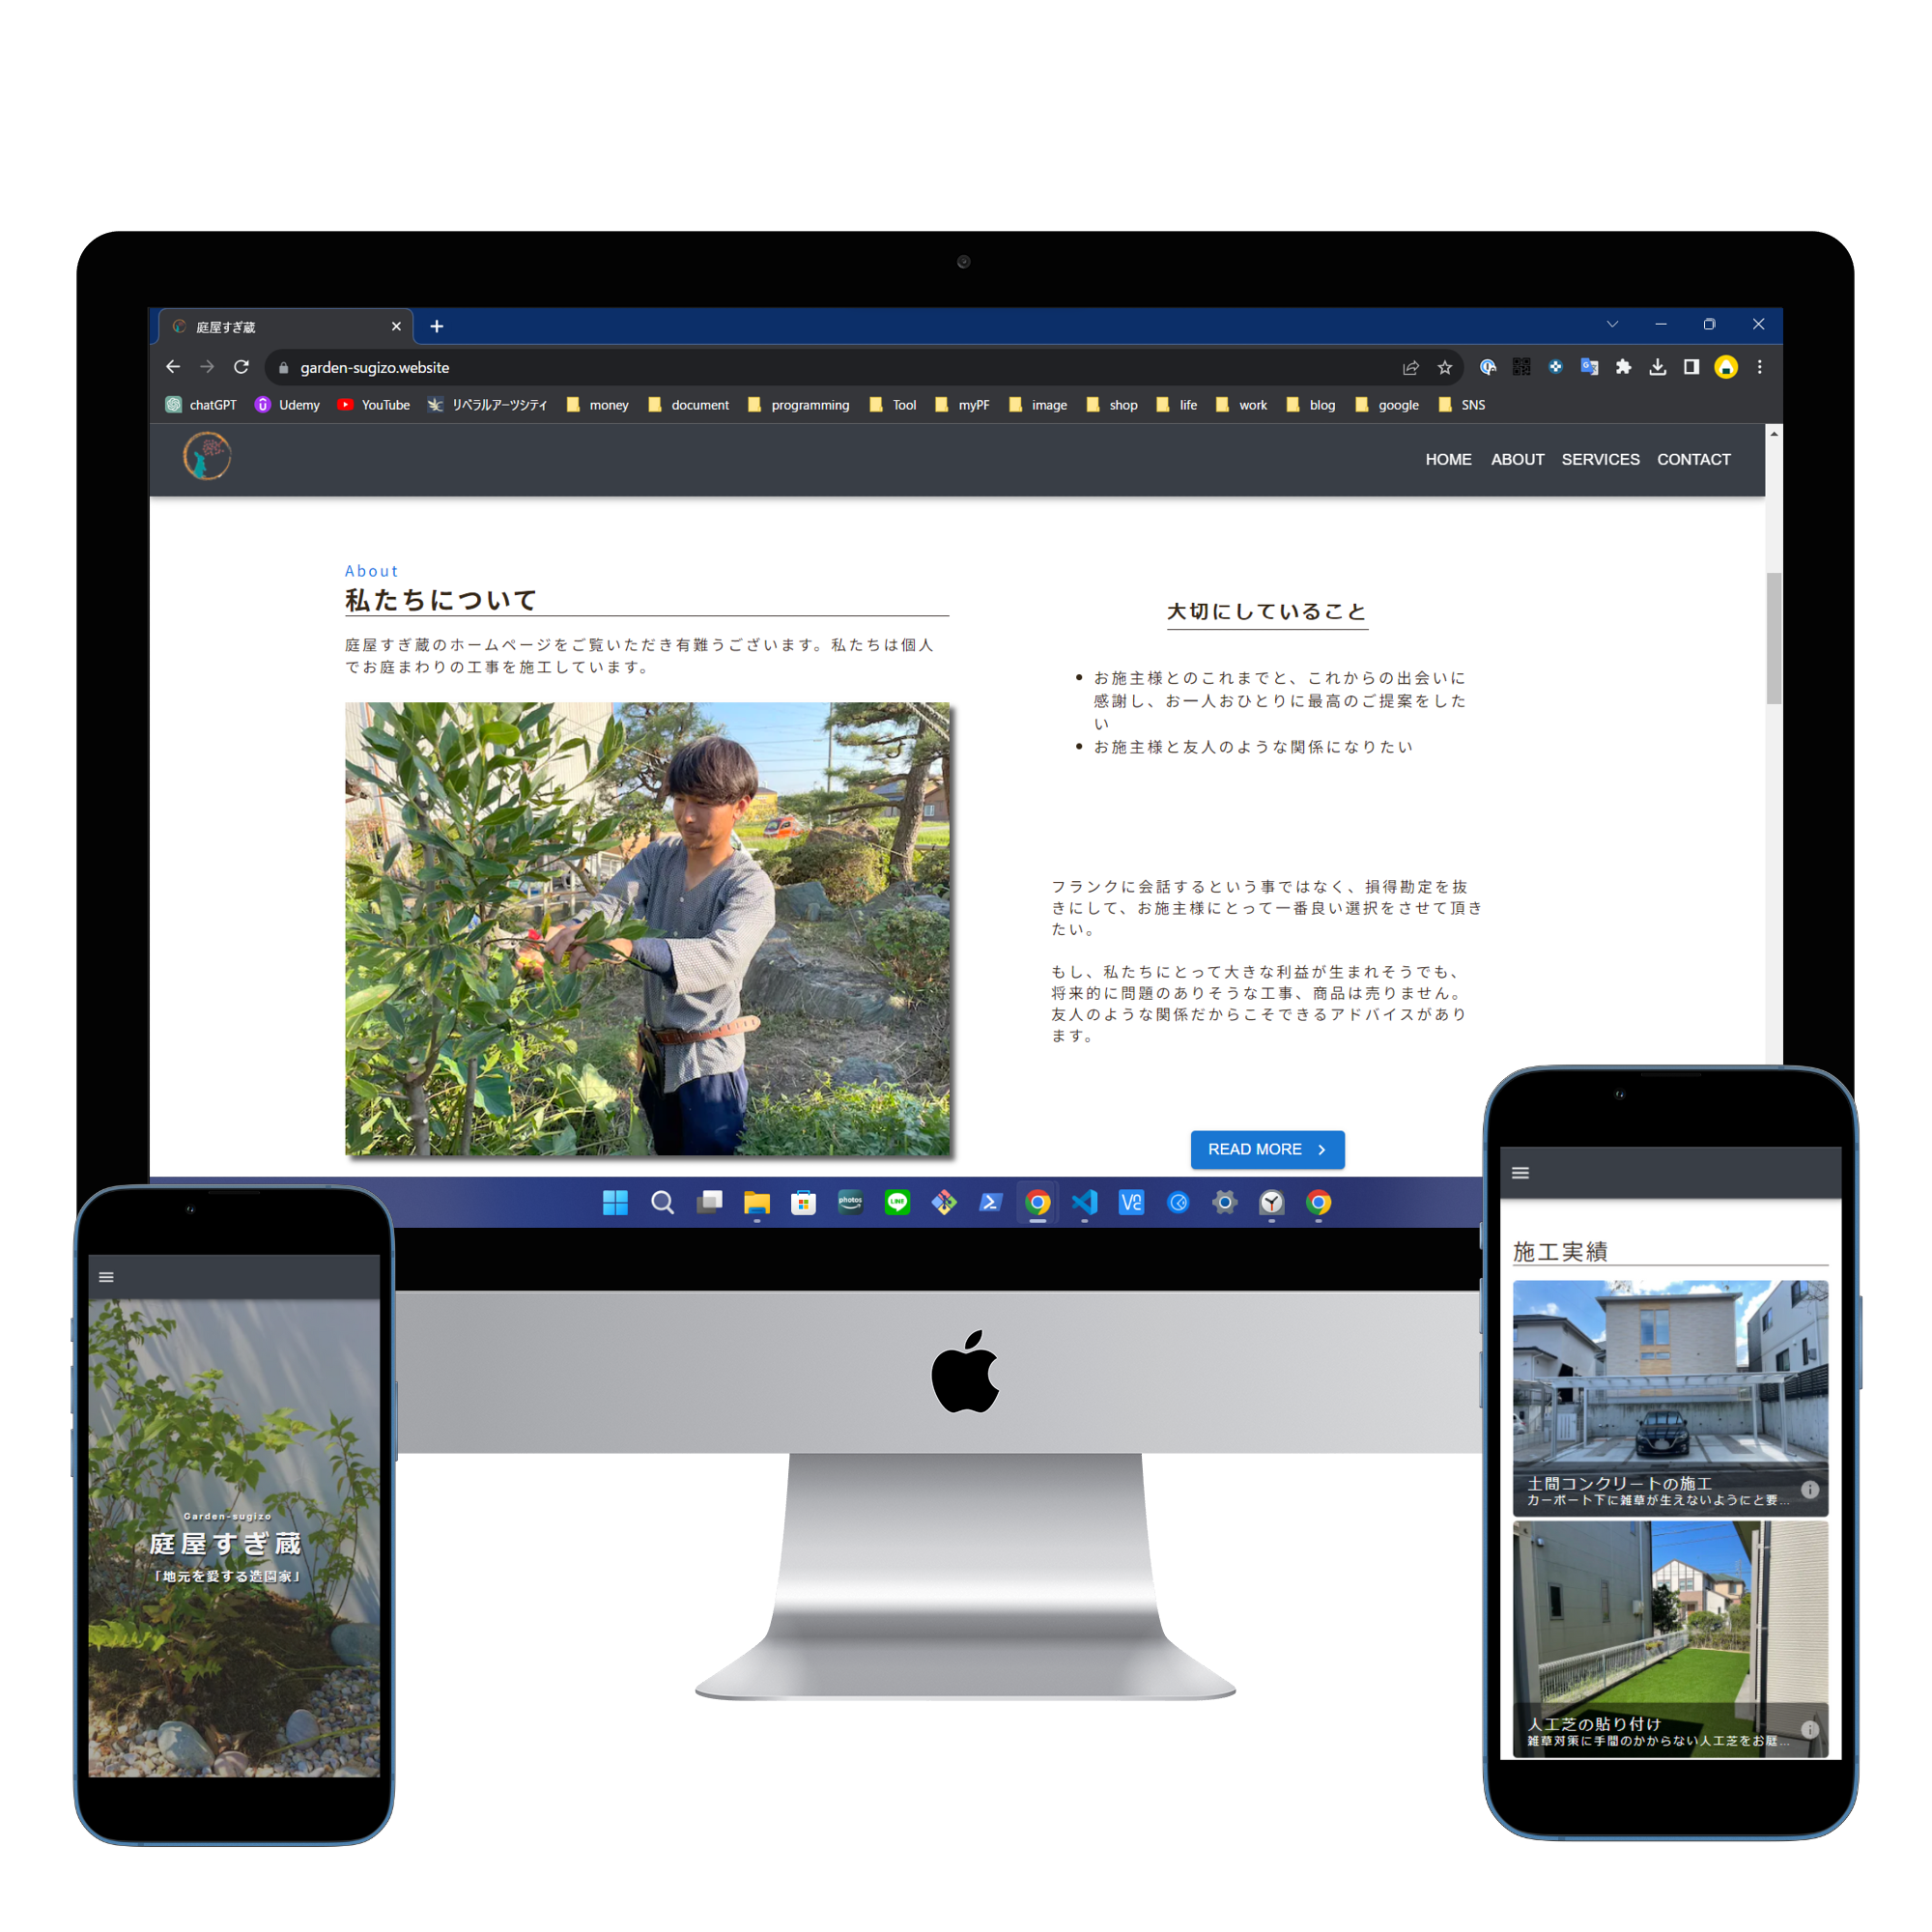 庭屋すぎ蔵
garden-sugizo.website
chatGPT Udemy YouTube リベラルアーツシティ money document programming Tool myPF image shop life work blog google SNS
HOME ABOUT SERVICES CONTACT
About
私たちについて
庭屋すぎ蔵のホームページをご覧いただき有難うございます。私たちは個人
でお庭まわりの工事を施工しています。
大切にしていること
お施主様とのこれまでと、これからの出会いに
感謝し、お一人おひとりに最高のご提案をした
い
お施主様と友人のような関係になりたい
フランクに会話するという事ではなく、損得勘定を抜
きにして、お施主様にとって一番良い選択をさせて頂き
たい。
もし、私たちにとって大きな利益が生まれそうでも、
将来的に問題のありそうな工事、商品は売りません。
友人のような関係だからこそできるアドバイスがあり
ます。
READ MORE
photos
LINE
Garden-sugizo
庭屋すぎ蔵
「地元を愛する造園家」
施工実績
土間コンクリートの施工
カーポート下に雑草が生えないようにと要...
人工芝の貼り付け
雑草対策に手間のかからない人工芝をお庭...